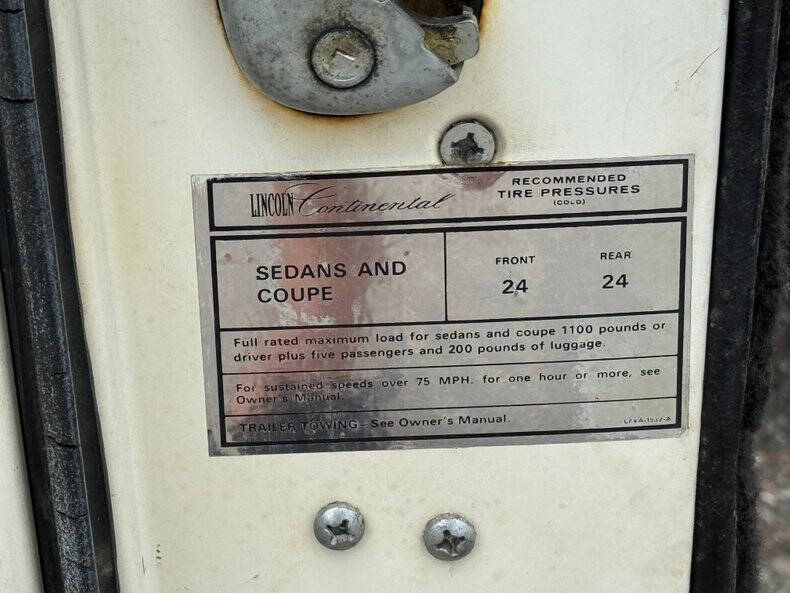 LINCOLN Continental
RECOMMENDED
TIRE PRESSURES
(COLD)
SEDANS AND
COUPE
FRONT
24
REAR
24
Full rated maximum load for sedans and coupe 1100 pounds or
driver plus five passengers and 200 pounds of luggage.
For sustained speeds over 75 MPH, for one hour or more, see
Owner's Manual
TRAILER TOWING - See Owner's Manual.